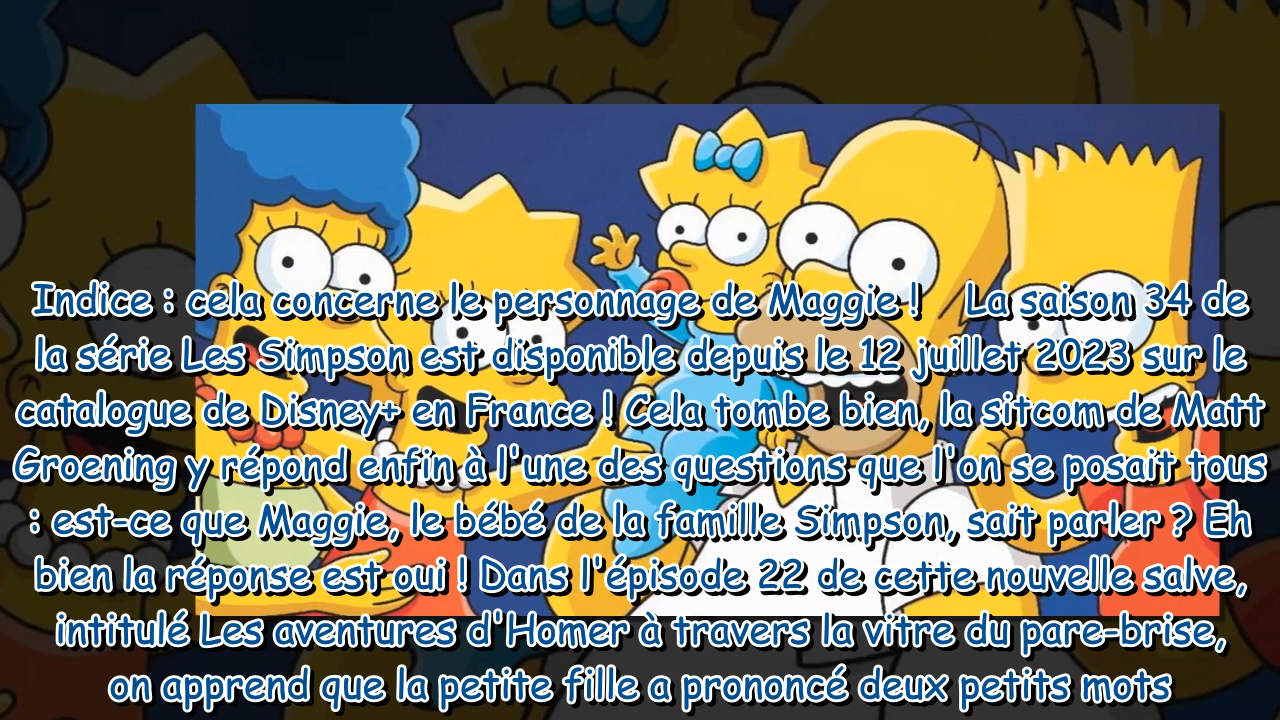 Indice : cela concerne le personnage de Maggie ! La saison 34 de
la série Les Simpson est disponible depuis le 12 juillet 2023 sur le
catalogue de Disney+ en France ! Cela tombe bien, la sitcom de Matt
Groening y répond enfin à l'une des questions que l'on se posait tous
: est-ce que Maggie, le bébé de la famille Simpson, sait parler ? Eh
bien la réponse est oui ! Dans l'épisode 22 de cette nouvelle salve,
intitulé Les aventures d'Homer à travers la vitre du pare-brise,
on apprend que la petite fille a prononcé deux petits mots